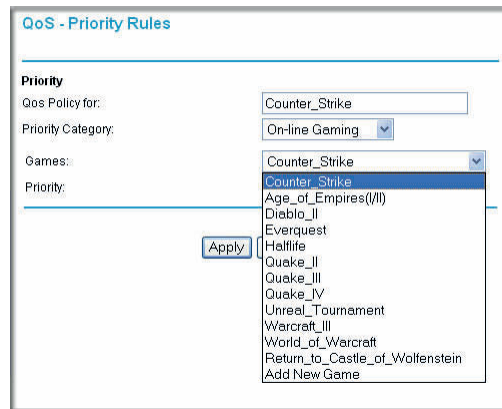 QoS - Priority Rules
Priority
Qos Policy for: Counter_Strike
Priority Category: On-line Gaming
Games: Counter_Strike
Priority:
Counter_Strike
Age_of_Empires(I/II)
Diablo_II
Everquest
Halflife
Quake_II
Quake_III
Quake_IV
Unreal_Tournament
Warcraft_III
World_of_Warcraft
Return_to_Castle_of_Wolfenstein
Add New Game
Apply